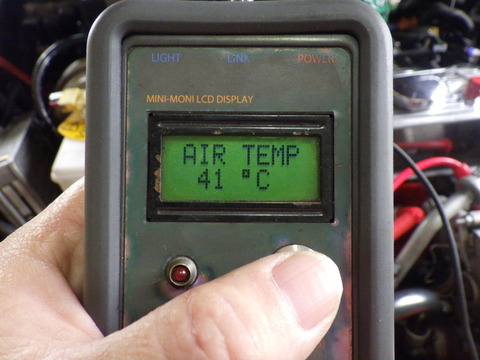 LIGHT LINK POWER
MINI-MONI LCD DISPLAY
AIR TEMP
41 °C